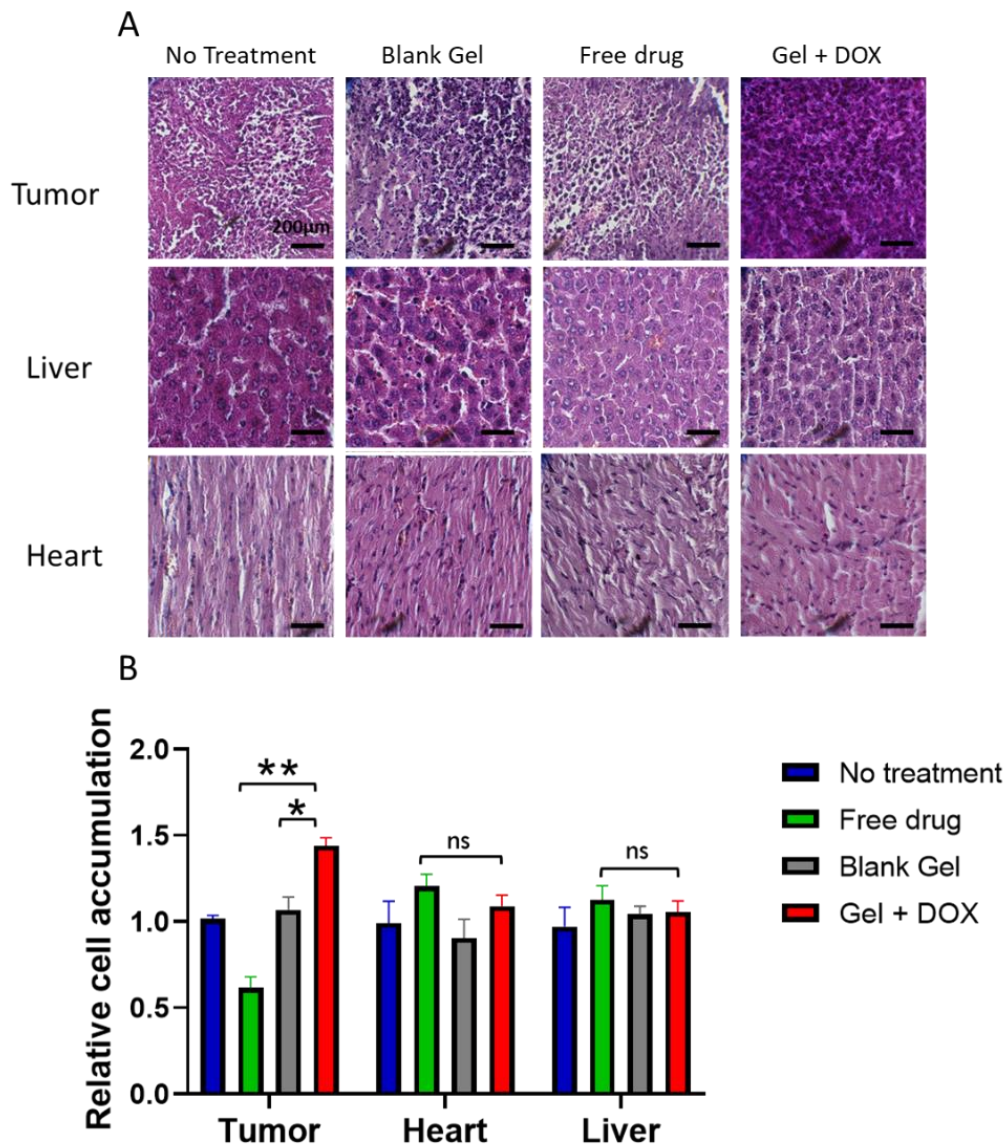 A
No Treatment Blank Gel Free drug Gel + DOX
Tumor
200μm
Liver
Heart
B
Relative cell accumulation
2.0
1.5
1.0
0.5
0.0
** 
*
ns
ns
Tumor Heart Liver
No treatment
Free drug
Blank Gel
Gel + DOX